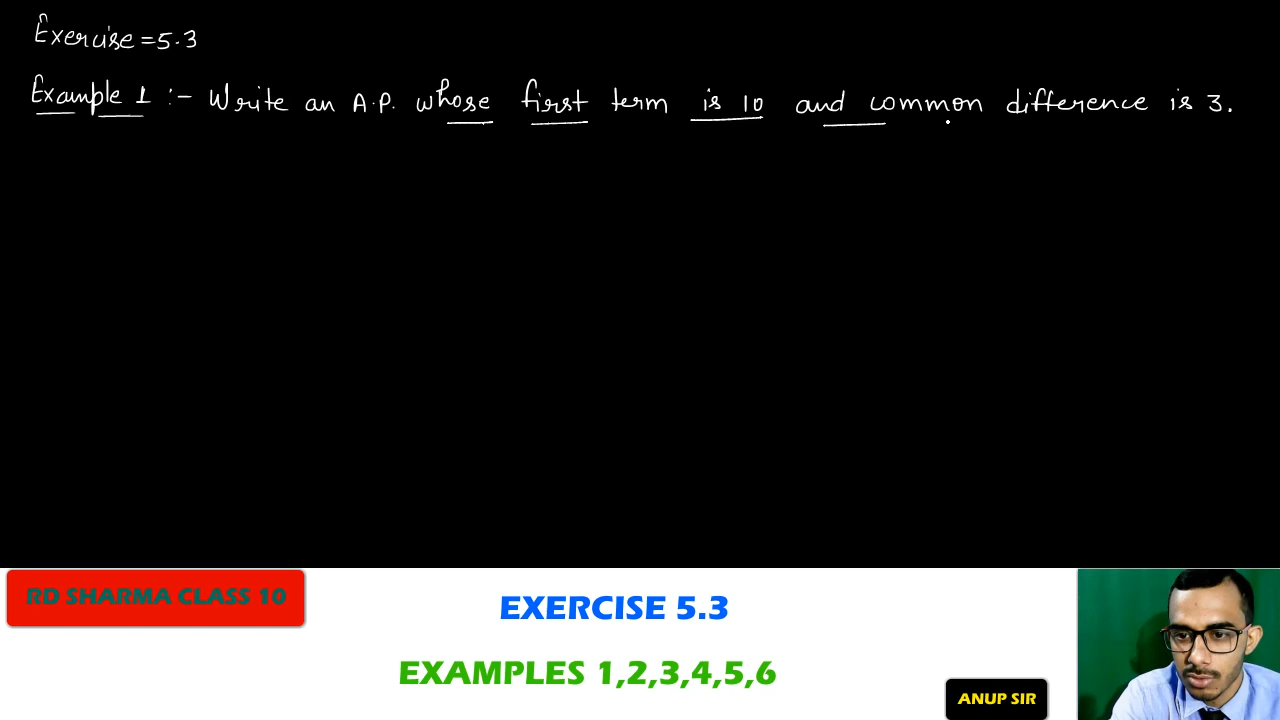 Exercise = 5.3
Example 1 :- Write an A.P. whose first term is 10 and common difference is 3.
RD SHARMA CLASS 10
EXERCISE 5.3
EXAMPLES 1,2,3,4,5,6
ANUP SIR